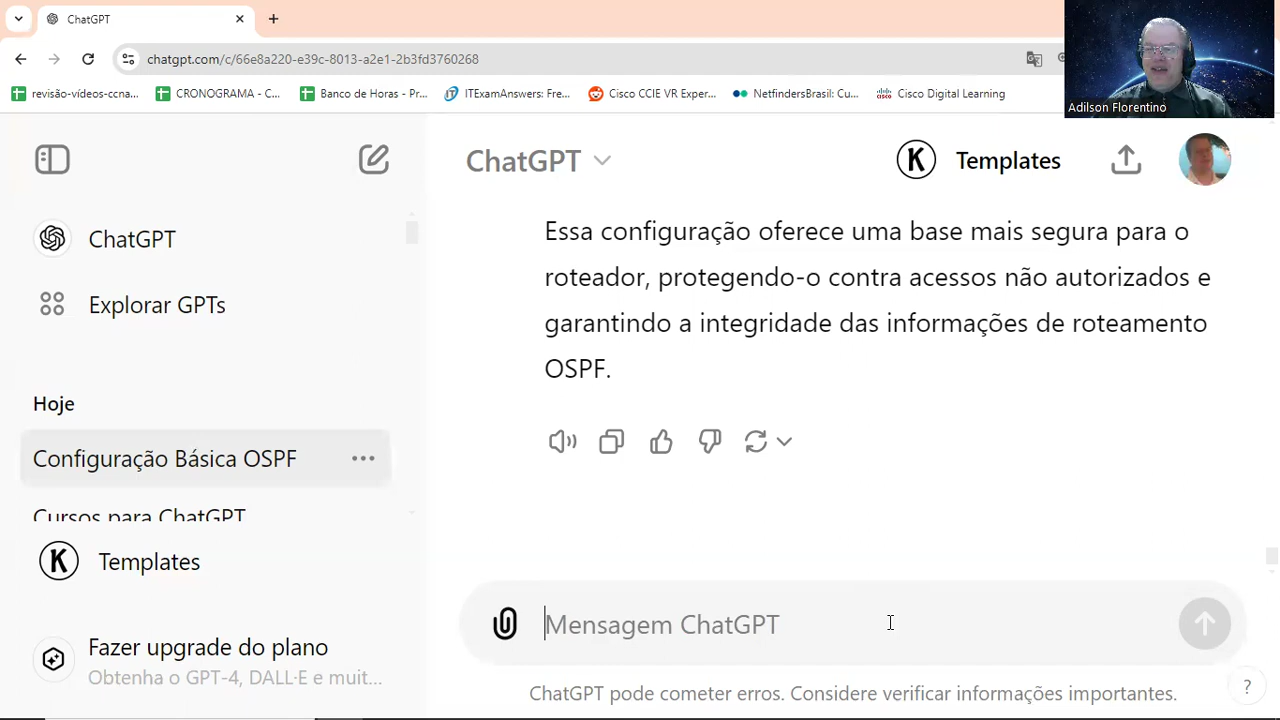 ChatGPT
chatgpt.com/c/66e8a220-e39c-8013-a2e1-2b3fd3760268
revisão-vídeos-ccna...
CRONOGRAMA - C...
Banco de Horas - Pr...
ITExamAnswers: Fre...
Cisco CCIE VR Exper...
NetfindersBrasil: Cu...
Cisco Digital Learning
Adilson Florentino
ChatGPT
Explorar GPTs
Hoje
Configuração Básica OSPF
Cursos para ChatGPT
K Templates
Fazer upgrade do plano
Obtenha o GPT-4, DALL·E e muit...
ChatGPT
K Templates
Essa configuração oferece uma base mais segura para o
roteador, protegendo-o contra acessos não autorizados e
garantindo a integridade das informações de roteamento
OSPF.
Mensagem ChatGPT
ChatGPT pode cometer erros. Considere verificar informações importantes.
?